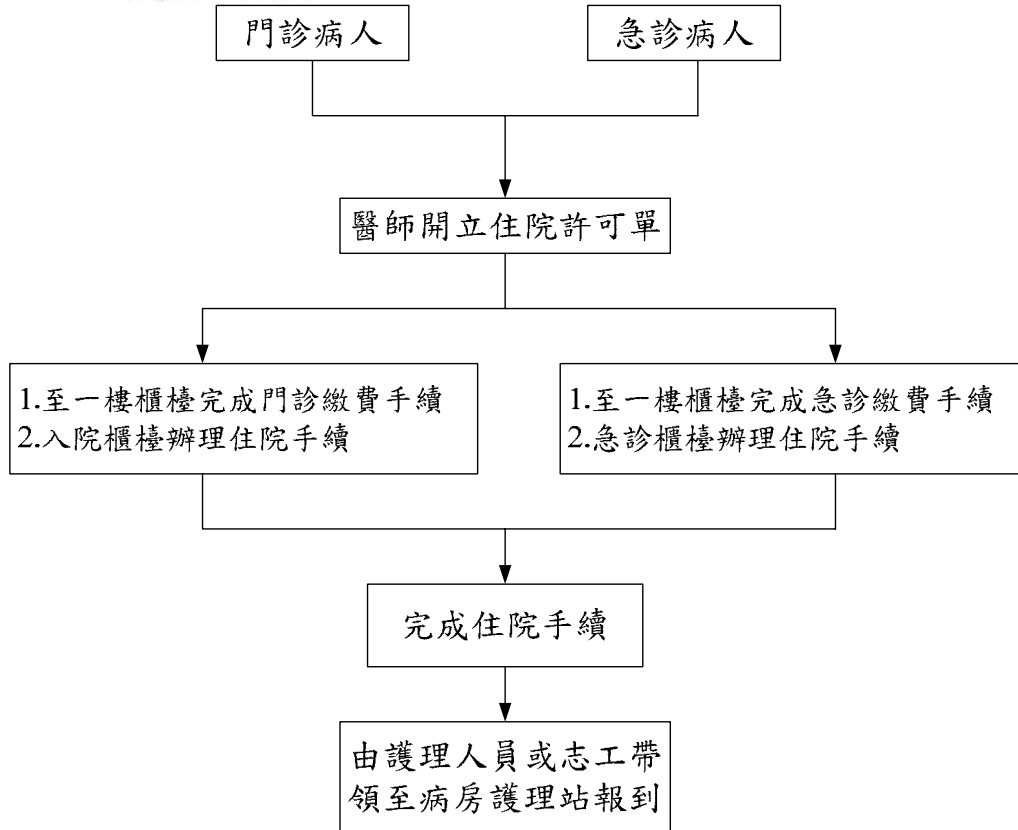 門診病人
急診病人
醫師開立住院許可單
1.至一樓櫃檯完成門診繳費手續
2.入院櫃檯辦理住院手續
1.至一樓櫃檯完成急診繳費手續
2.急診櫃檯辦理住院手續
完成住院手續
由護理人員或志工帶
領至病房護理站報到